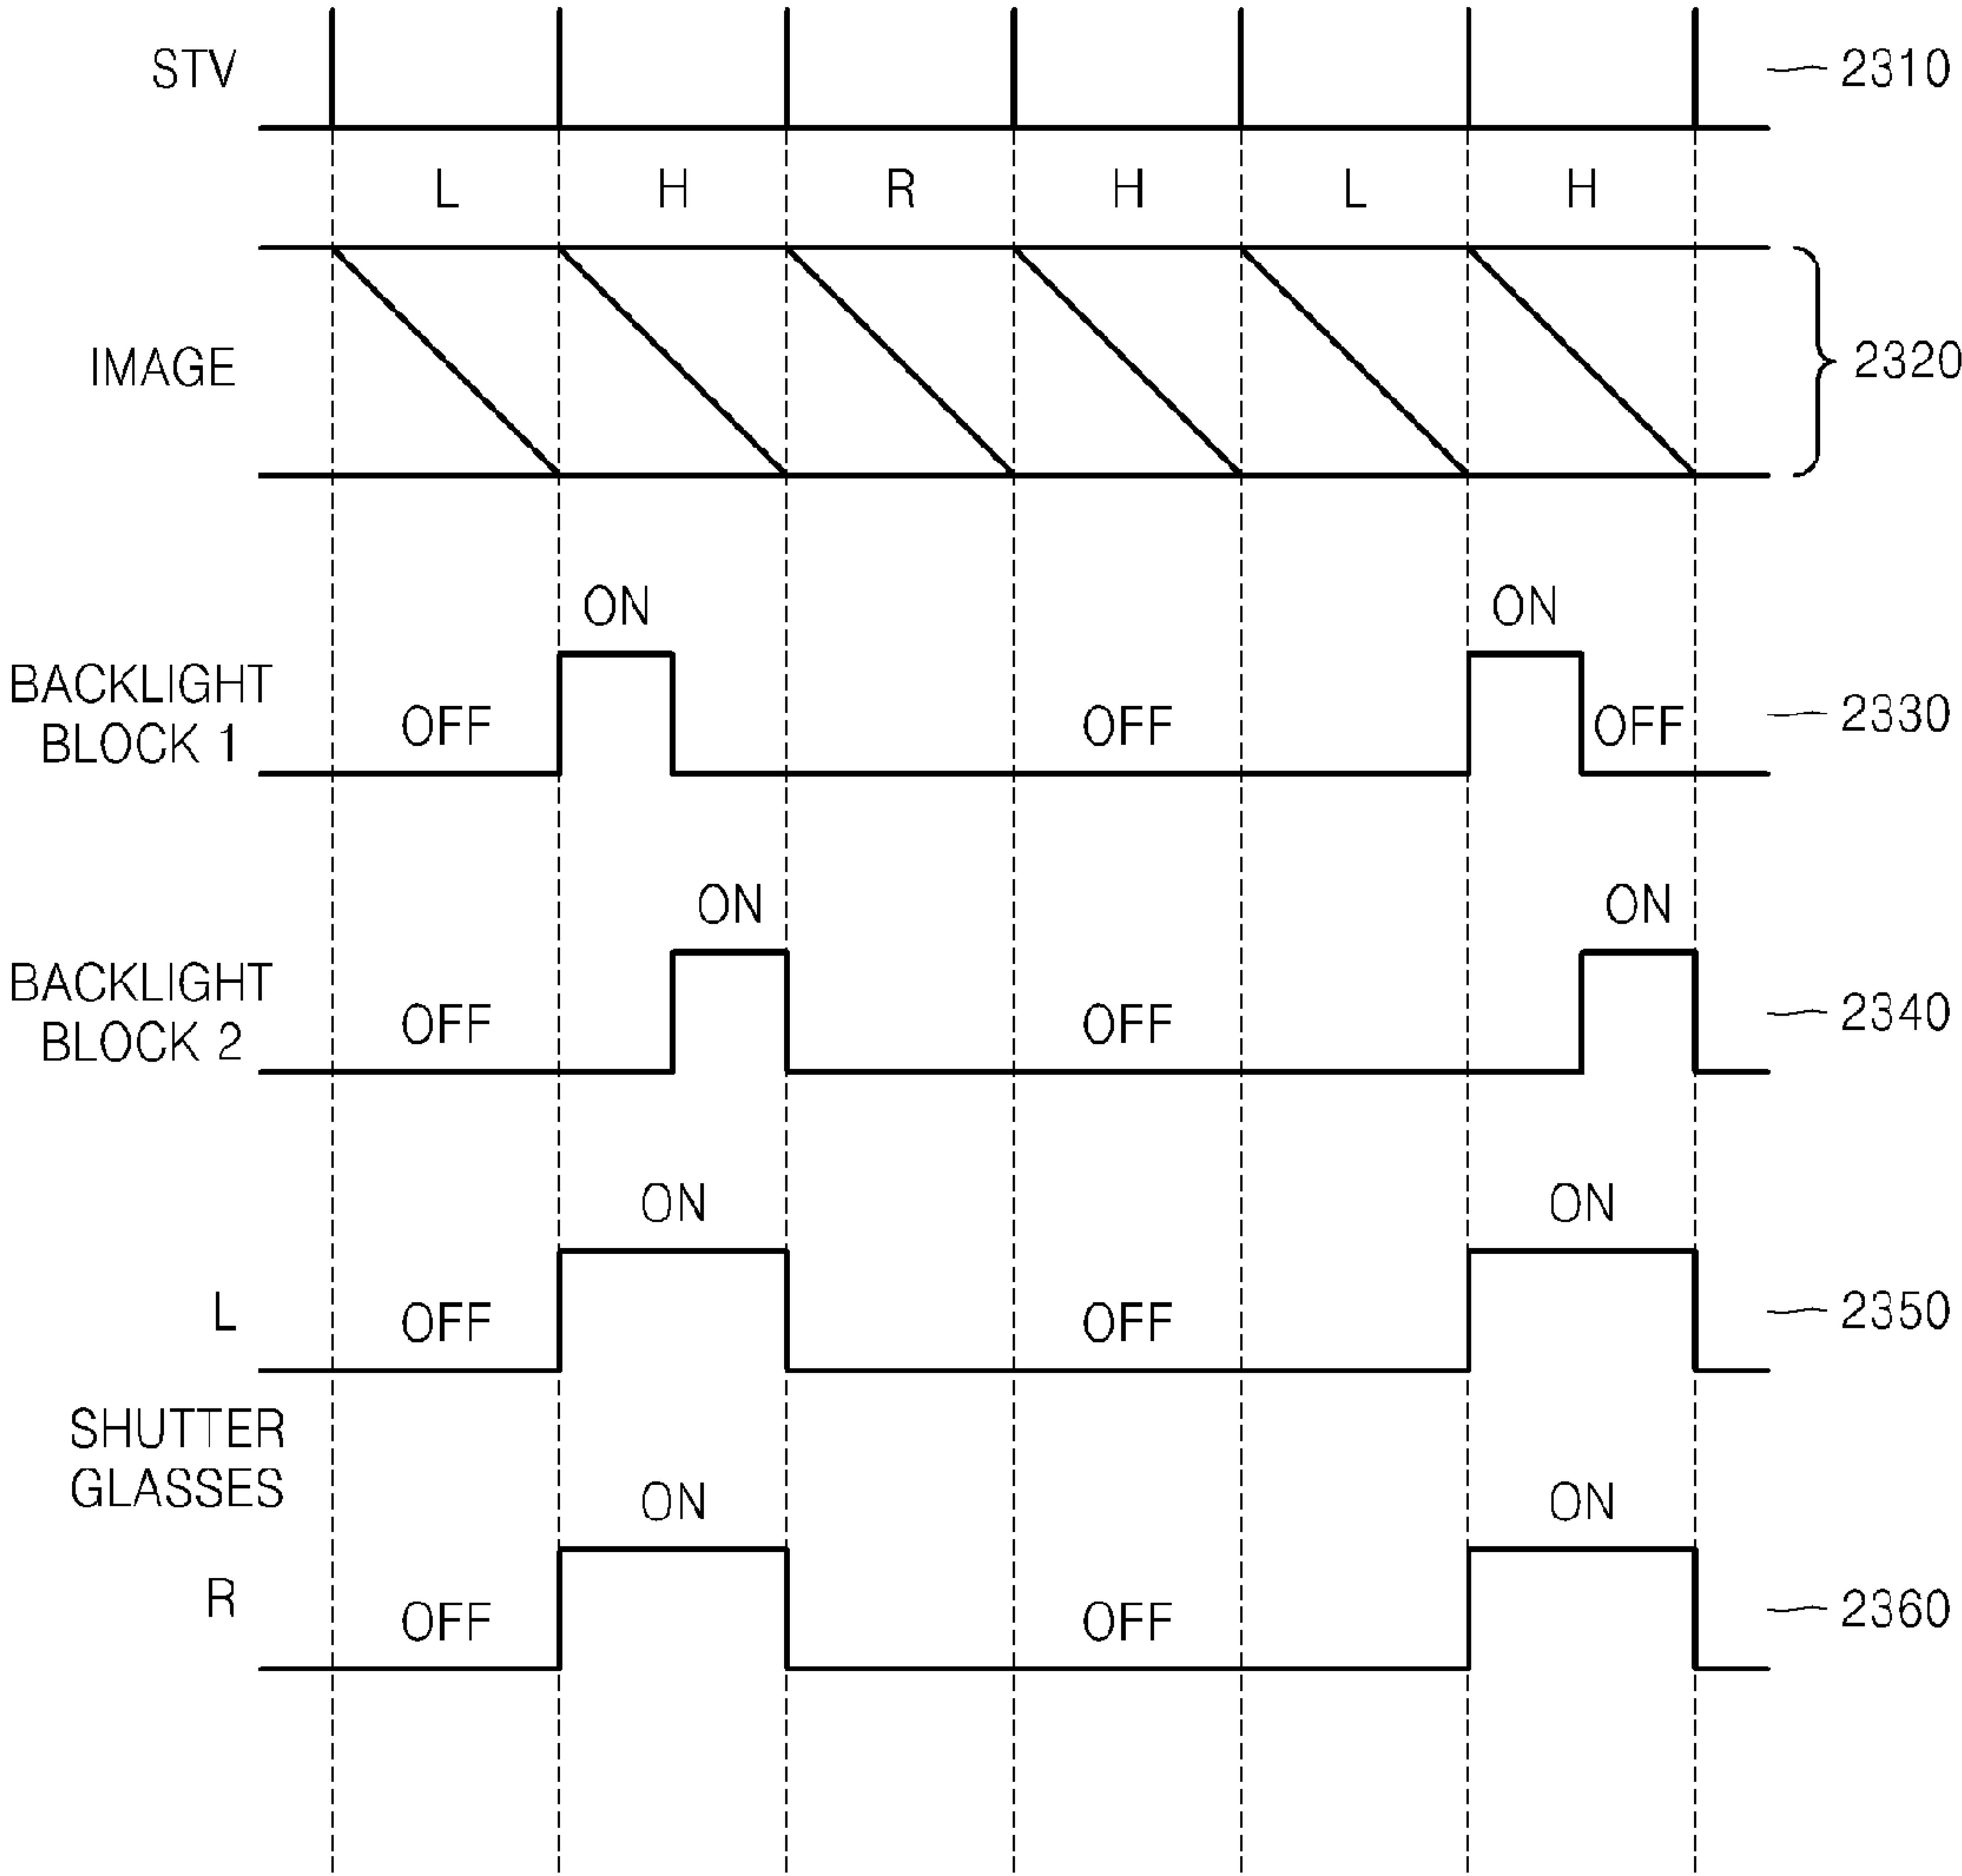 STV
2310
L H R H L H
IMAGE
2320
ON ON
BACKLIGHT
BLOCK 1
OFF OFF OFF
2330
ON ON
BACKLIGHT
BLOCK 2
OFF OFF
2340
ON ON
L
OFF OFF
2350
SHUTTER
GLASSES
ON ON
R
OFF OFF
2360